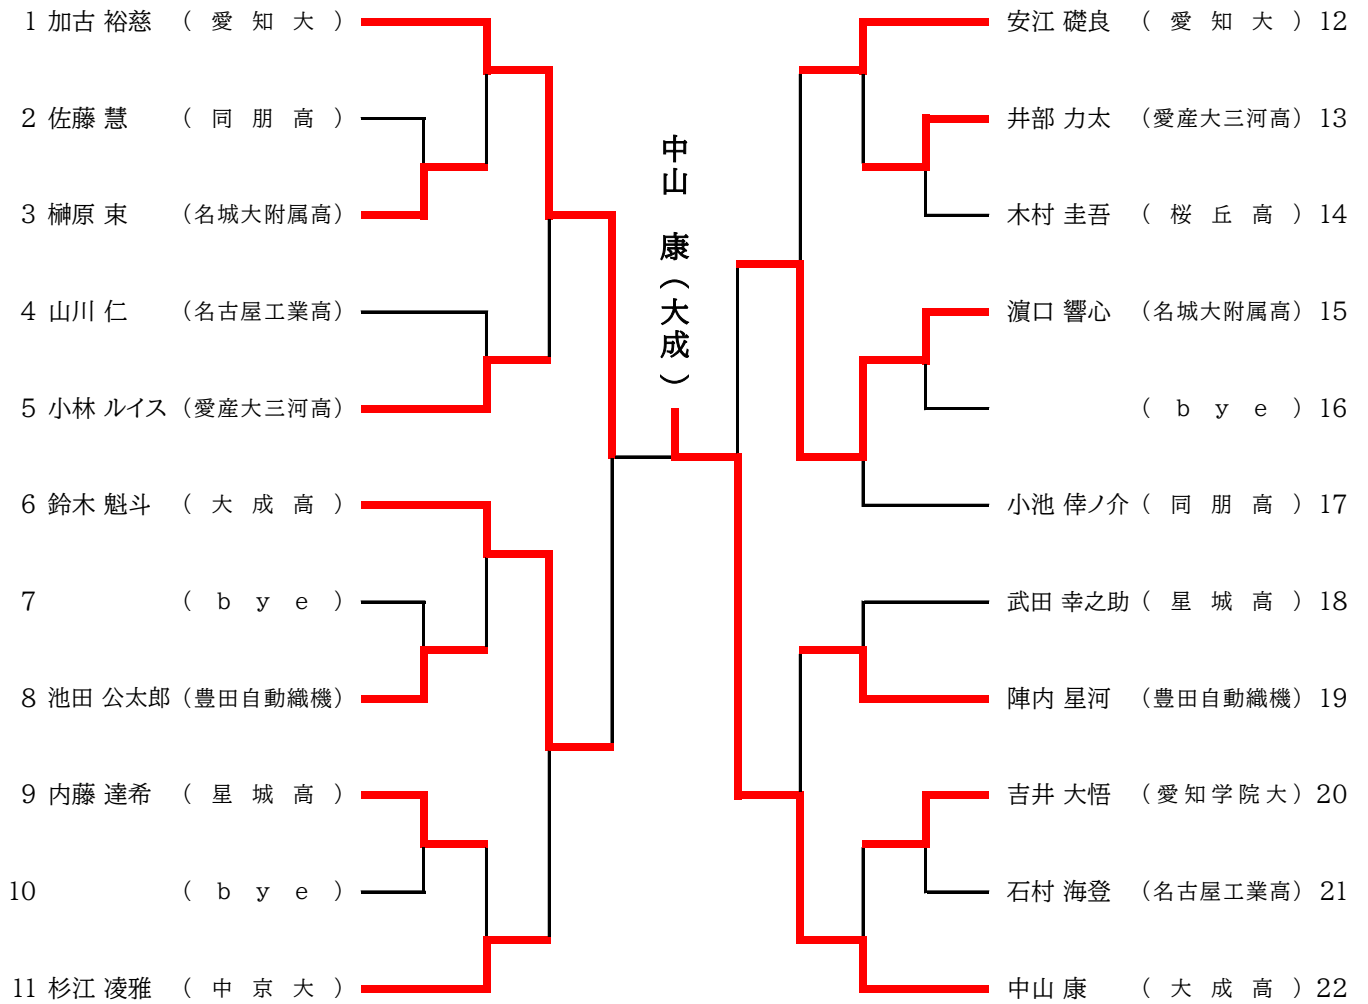 1 加古 裕慈 （ 愛 知 大 ）
2 佐藤 慧 （ 同 朋 高 ）
3 榊原 束 （名城大附属高）
4 山川 仁 （名古屋工業高）
5 小林 ルイス （愛産大三河高）
6 鈴木 魁斗 （ 大 成 高 ）
7 （ ｂ ｙ ｅ ）
8 池田 公太郎 （豊田自動織機）
9 内藤 達希 （ 星 城 高 ）
10 （ ｂ ｙ ｅ ）
11 杉江 凌雅 （ 中 京 大 ）
中山 康（大成）
安江 礎良 （ 愛 知 大 ） 12
井部 力太 （愛産大三河高） 13
木村 圭吾 （ 桜 丘 高 ） 14
濵口 響心 （名城大附属高） 15
（ ｂ ｙ ｅ ） 16
小池 倖ノ介 （ 同 朋 高 ） 17
武田 幸之助 （ 星 城 高 ） 18
陣内 星河 （豊田自動織機） 19
吉井 大悟 （愛知学院大） 20
石村 海登 （名古屋工業高） 21
中山 康 （ 大 成 高 ） 22